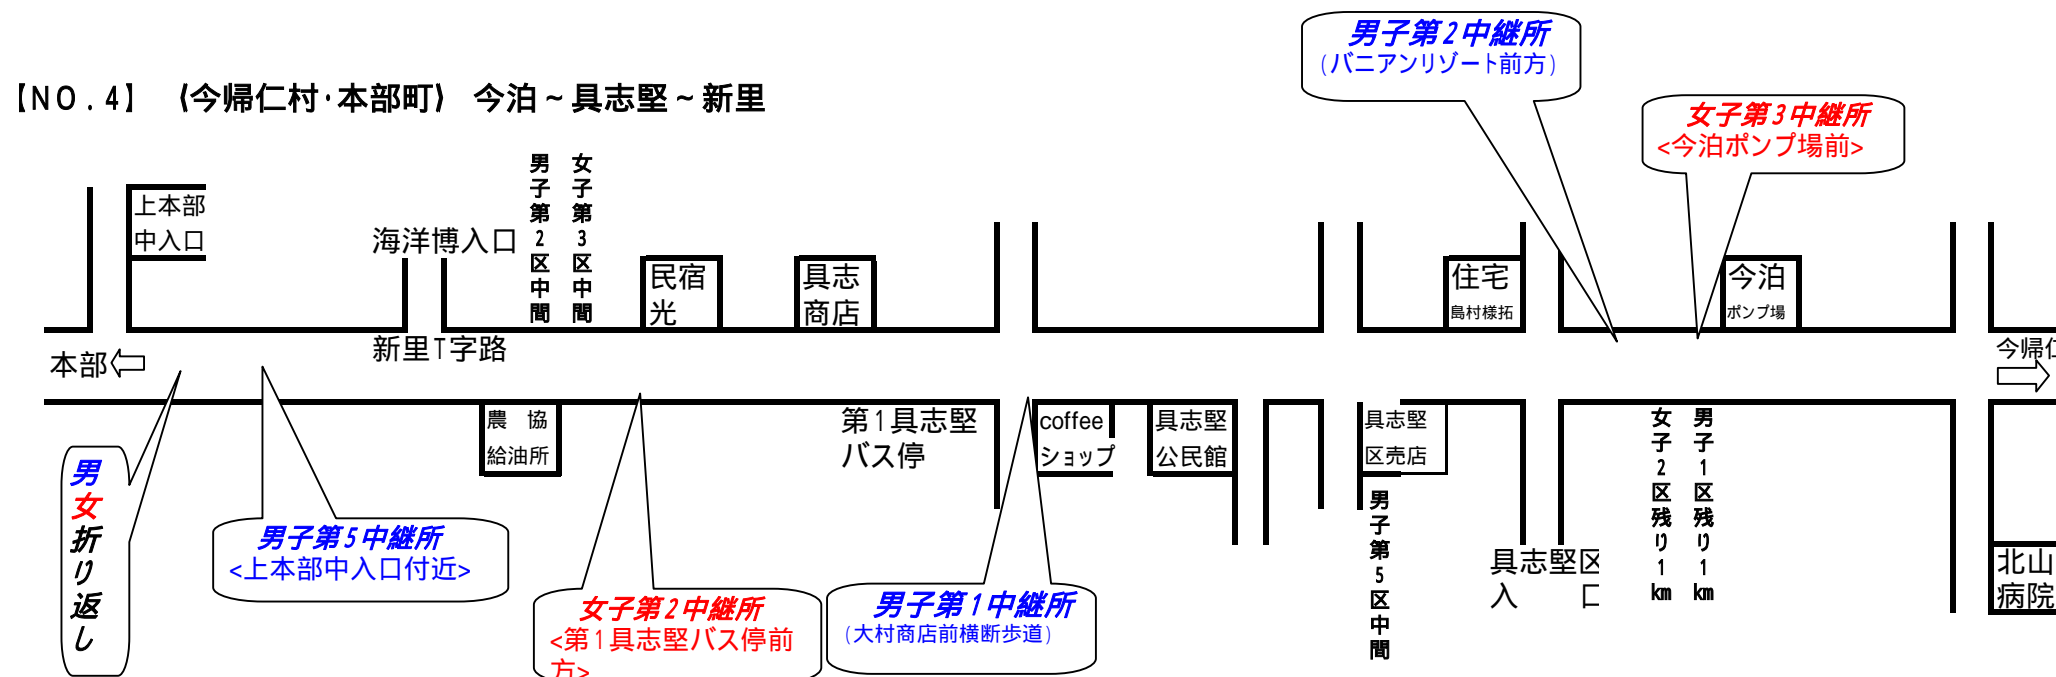 男子第2中継所
(バニアンリゾート前方)
【NO.4】 (今帰仁村・本部町) 今泊~具志堅~新里
女子第3中継所
<今泊ポンプ場前>
男子第2区中間
女子第3区中間
上本部
中入口
海洋博入口
民宿
光
具志
商店
住宅
島村様拓
今泊
ポンプ場
新里T字路
本部
今帰仁
農 協
給油所
第1具志堅
バス停
coffee
ショップ
具志堅
公民館
具志堅
区売店
女子2区残り1km
男子1区残り1km
男女折り返し
男子第5中継所
<上本部中入口付近>
男子第5区中間
具志堅区
入 口
北山
病院
女子第2中継所
<第1具志堅バス停前
方>
男子第1中継所
(大村商店前横断歩道)